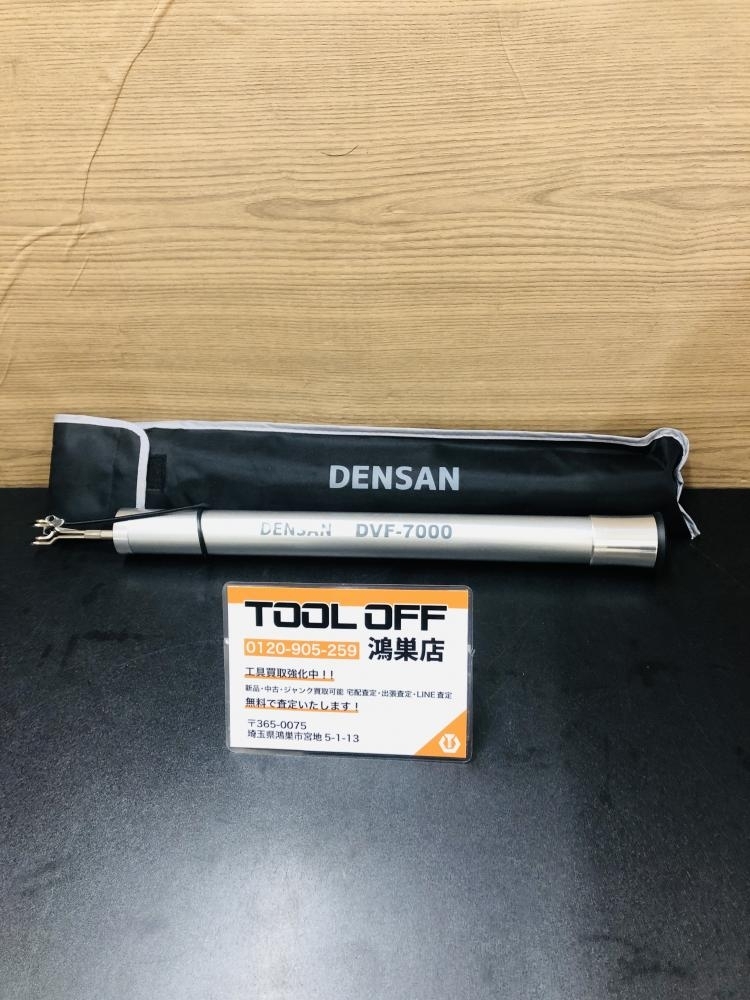 DENSAN
DENSAN DVF-7000
TOOL OFF
0120-905-259 鴻巣店
工具買取強化中！！
新品・中古・ジャンク買取可能 宅配査定・出張査定・LINE査定
無料で査定いたします！
〒365-0075
埼玉県鴻巣市宮地 5-1-13